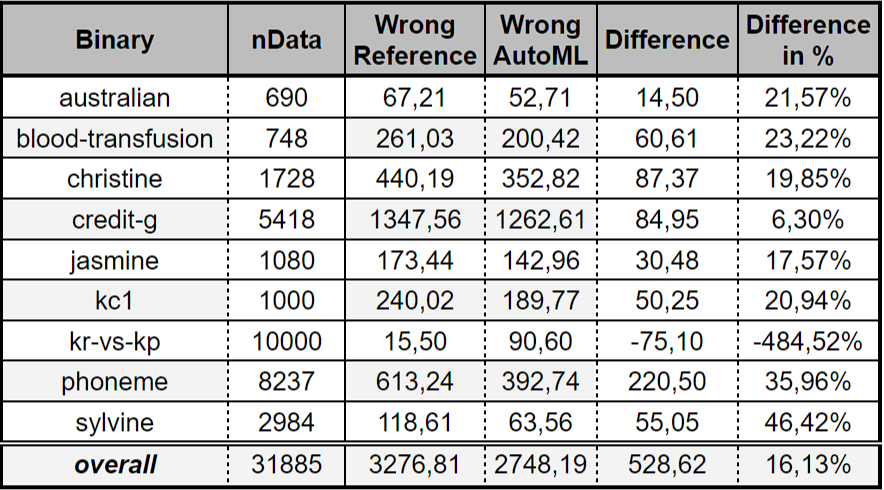 Binary nData Wrong Reference Wrong AutoML Difference Difference in %
australian 690 67,21 52,71 14,50 21,57%
blood-transfusion 748 261,03 200,42 60,61 23,22%
christine 1728 440,19 352,82 87,37 19,85%
credit-g 5418 1347,56 1262,61 84,95 6,30%
jasmine 1080 173,44 142,96 30,48 17,57%
kc1 1000 240,02 189,77 50,25 20,94%
kr-vs-kp 10000 15,50 90,60 -75,10 -484,52%
phoneme 8237 613,24 392,74 220,50 35,96%
sylvine 2984 118,61 63,56 55,05 46,42%
overall 31885 3276,81 2748,19 528,62 16,13%